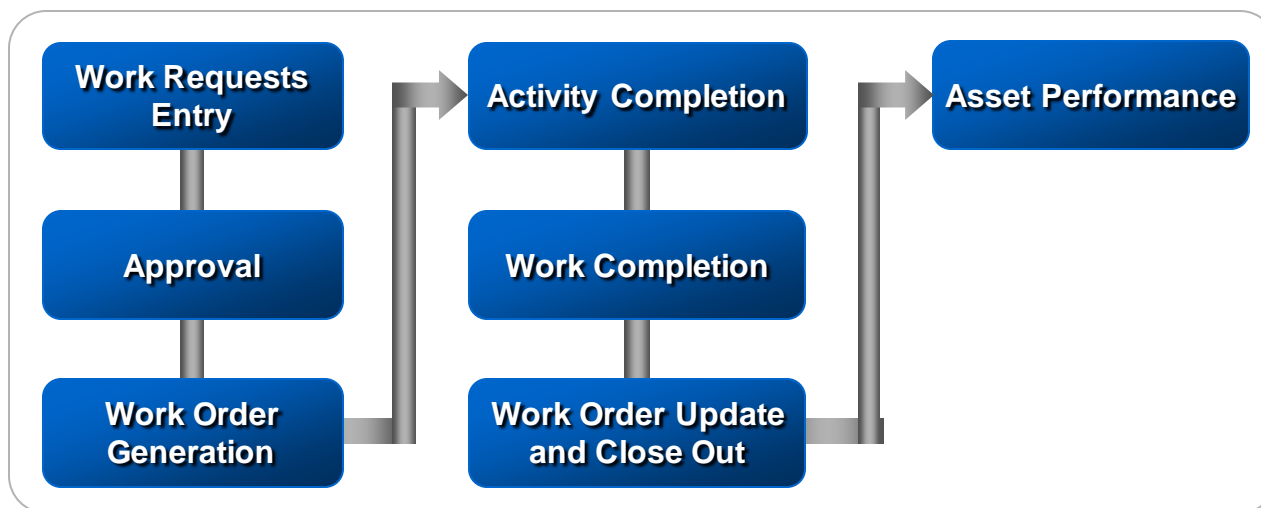 Work Requests
Entry
Approval
Work Order
Generation
Activity Completion
Work Completion
Work Order Update
and Close Out
Asset Performance